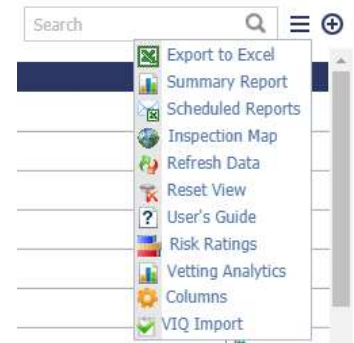 Search
Export to Excel
Summary Report
Scheduled Reports
Inspection Map
Refresh Data
Reset View
User's Guide
Risk Ratings
Vetting Analytics
Columns
VIQ Import